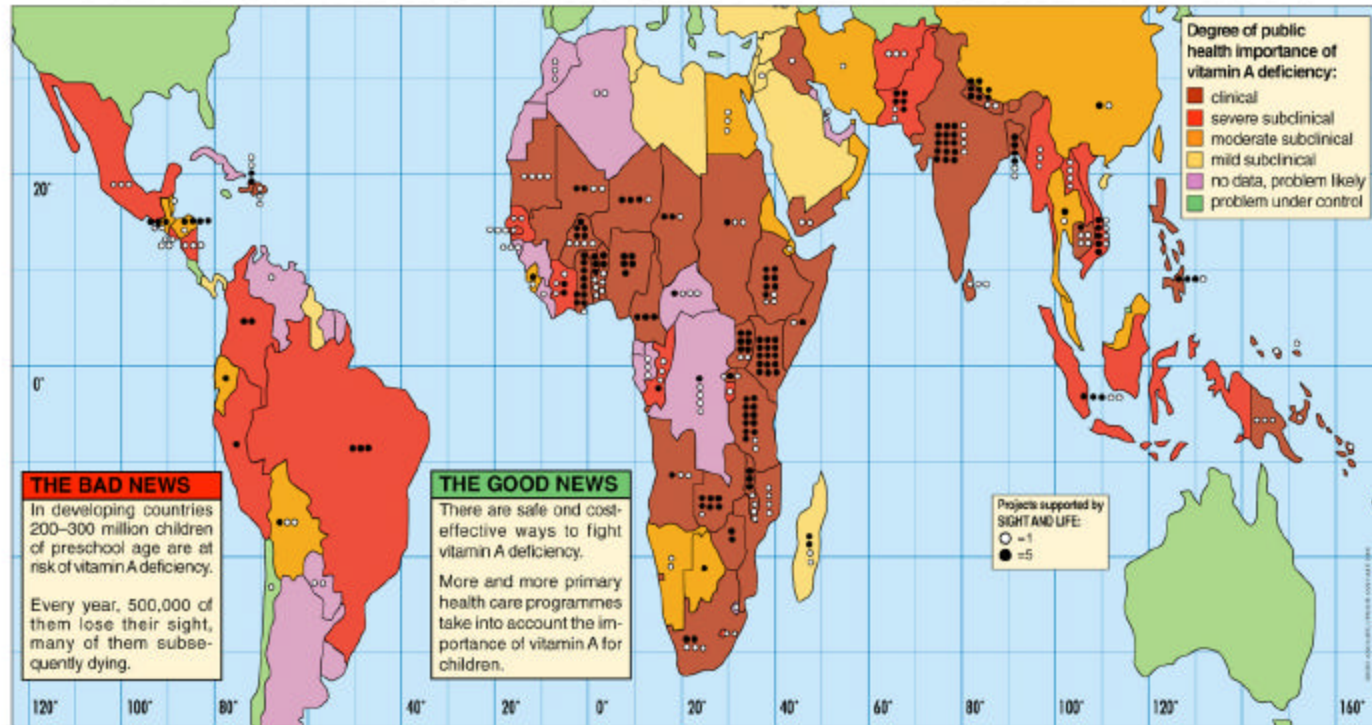 Degree of public
health importance of
vitamin A deficiency:
clinical
severe subclinical
moderate subclinical
mild subclinical
no data, problem likely
problem under control
20°
0°
THE BAD NEWS
In developing countries
200–300 million children
of preschool age are at
risk of vitamin A deficiency.
Every year, 500,000 of
them lose their sight,
many of them subse-
quently dying.
THE GOOD NEWS
There are safe ond cost-
effective ways to fight
vitamin A deficiency.
More and more primary
health care programmes
take into account the im-
portance of vitamin A for
children.
Projects supported by
SIGHT AND LIFE:
=1
=5
120° 100° 80° 40° 20° 0° 20° 40° 60° 80° 100° 120° 160°